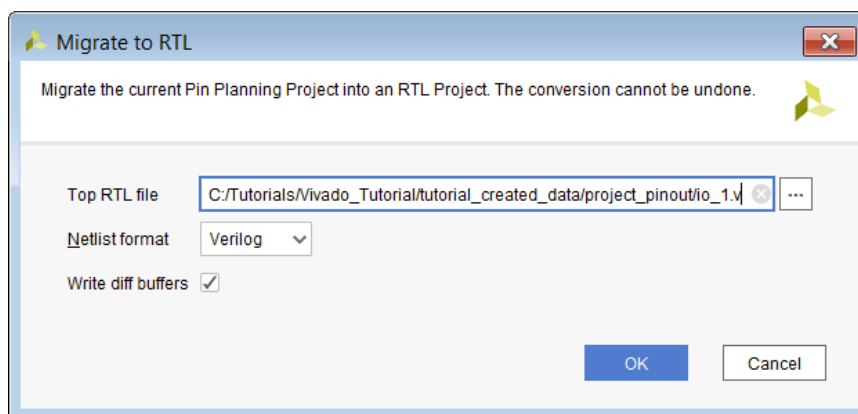 Migrate to RTL
Migrate the current Pin Planning Project into an RTL Project. The conversion cannot be undone.
Top RTL file C:/Tutorials/Vivado_Tutorial/tutorial_created_data/project_pinout/io_1.v ...
Netlist format Verilog
Write diff buffers
OK Cancel